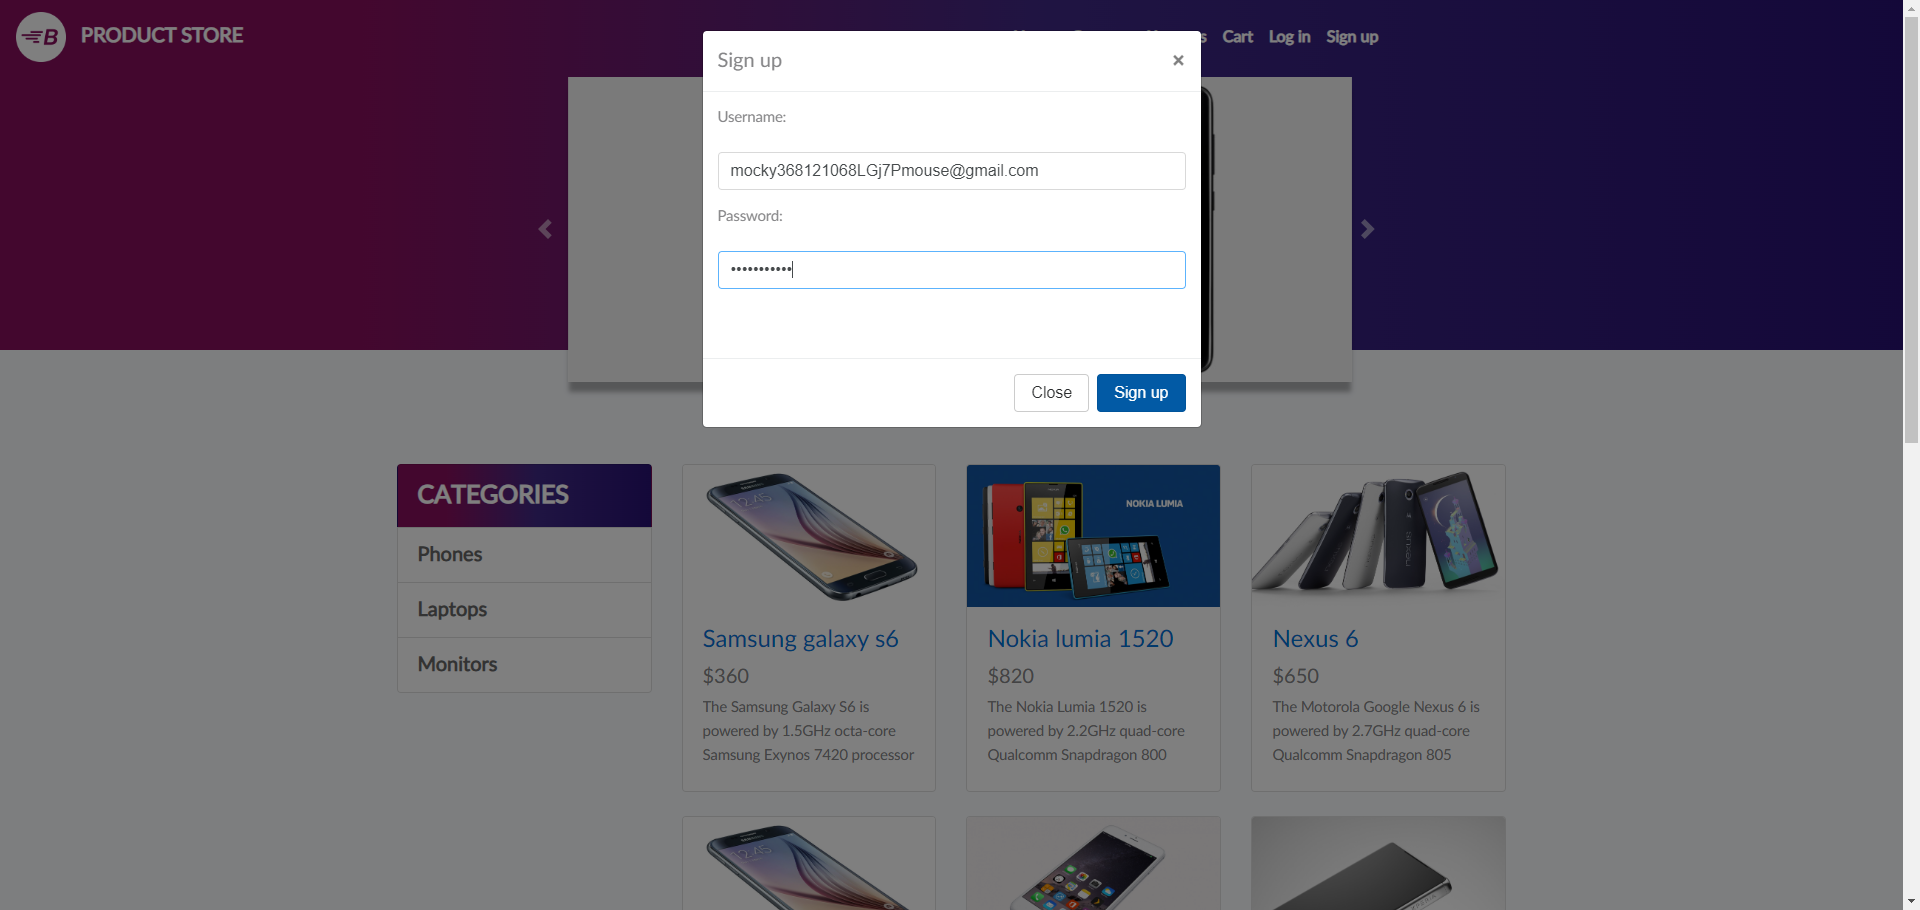 PRODUCT STORE
Cart
Log in
Sign up
Sign up
×
Username:
mocky368121068LGj7Pmouse@gmail.com
Password:
•••••••••••
Close
Sign up
CATEGORIES
Phones
Laptops
Monitors
NOKIA LUMIA
Samsung galaxy s6
$360
The Samsung Galaxy S6 is
powered by 1.5GHz octa-core
Samsung Exynos 7420 processor
Nokia lumia 1520
$820
The Nokia Lumia 1520 is
powered by 2.2GHz quad-core
Qualcomm Snapdragon 800
nexus
Nexus 6
$650
The Motorola Google Nexus 6 is
powered by 2.7GHz quad-core
Qualcomm Snapdragon 805